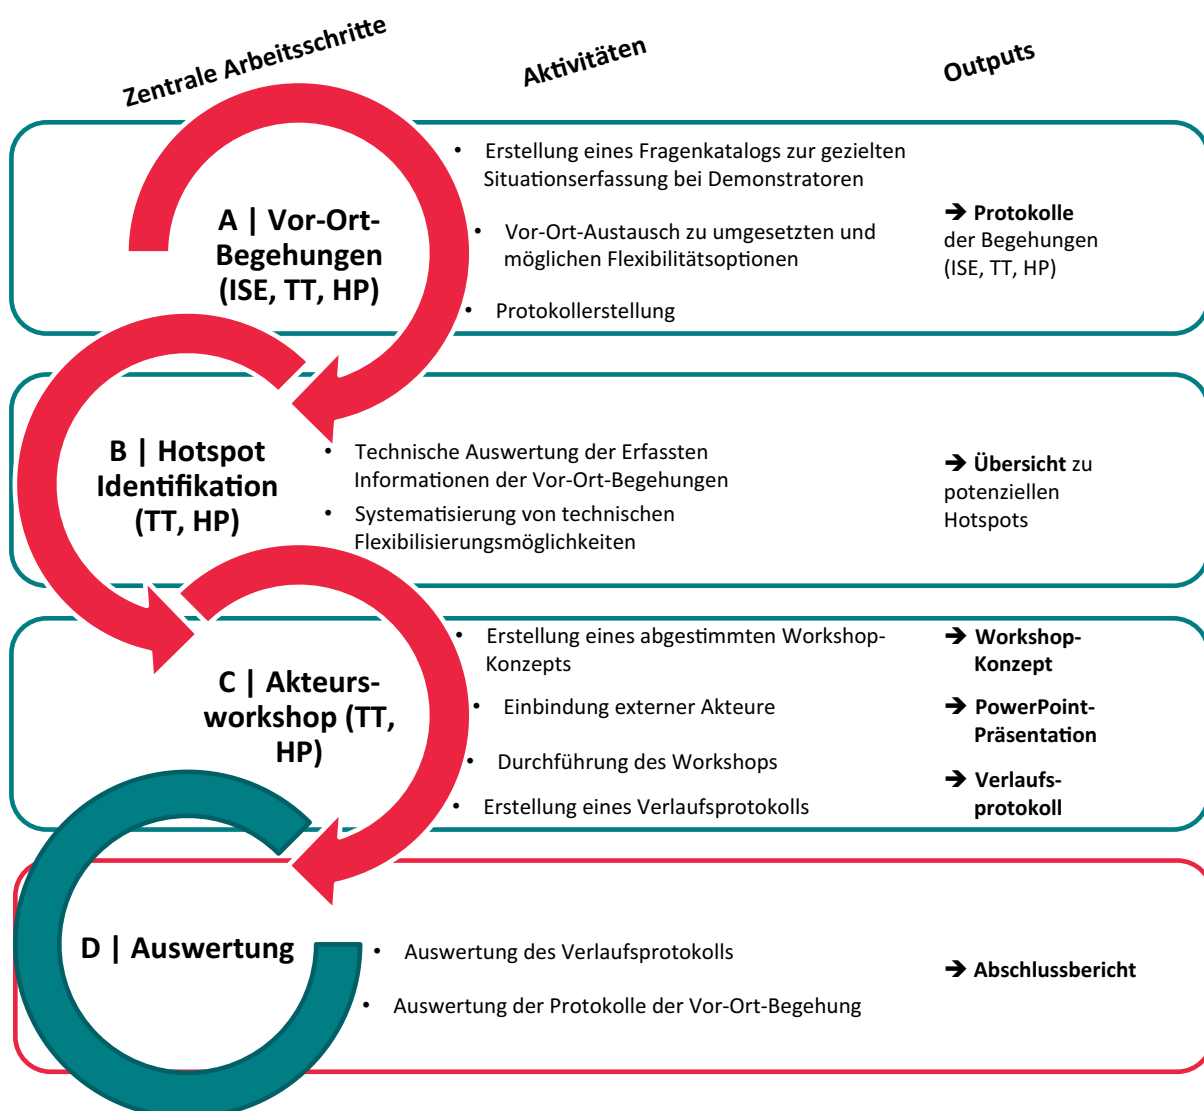 Zentrale Arbeitsschritte
Aktivitäten
Outputs
A | Vor-Ort-
Begehungen
(ISE, TT, HP)
• Erstellung eines Fragenkatalogs zur gezielten
Situationserfassung bei Demonstratoren
• Vor-Ort-Austausch zu umgesetzten und
möglichen Flexibilitätsoptionen
• Protokollerstellung
➔ Protokolle
der Begehungen
(ISE, TT, HP)
B | Hotspot
Identifikation
(TT, HP)
• Technische Auswertung der Erfassten
Informationen der Vor-Ort-Begehungen
• Systematisierung von technischen
Flexibilisierungsmöglichkeiten
➔ Übersicht zu
potenziellen
Hotspots
C | Akteurs-
workshop (TT,
HP)
• Erstellung eines abgestimmten Workshop-
Konzepts
• Einbindung externer Akteure
• Durchführung des Workshops
• Erstellung eines Verlaufsprotokolls
➔ Workshop-
Konzept
➔ PowerPoint-
Präsentation
➔ Verlaufs-
protokoll
D | Auswertung
• Auswertung des Verlaufsprotokolls
• Auswertung der Protokolle der Vor-Ort-Begehung
➔ Abschlussbericht